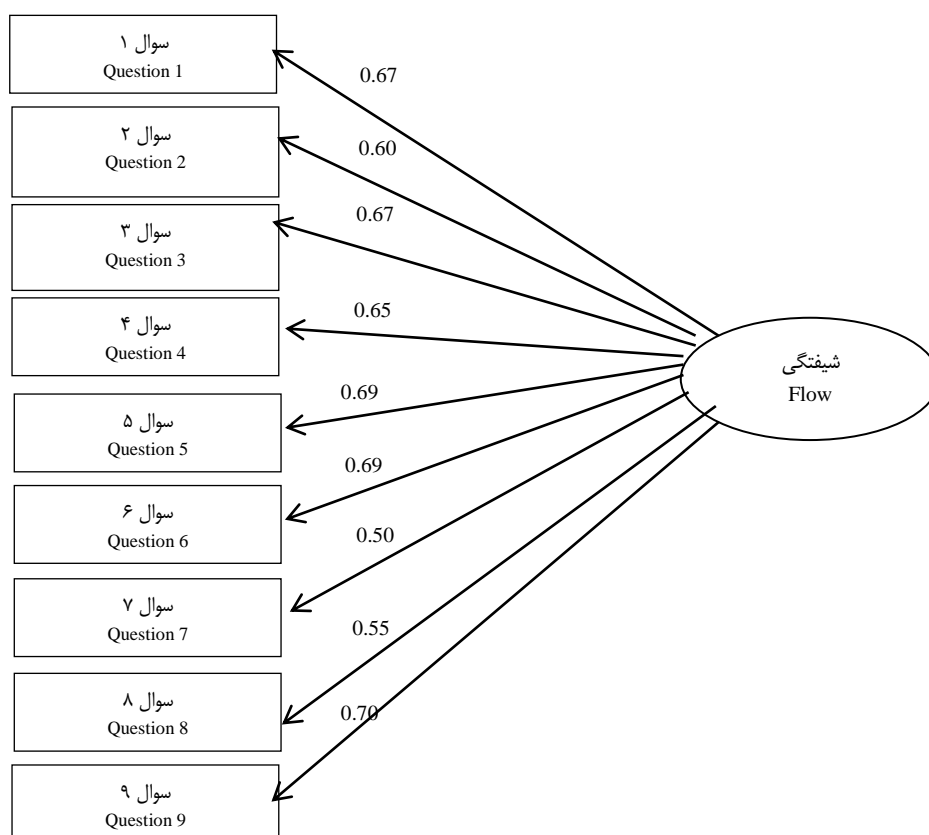 سوال ۱
Question 1
0.67
سوال ۲
Question 2
0.60
سوال ۳
Question 3
0.67
سوال ۴
Question 4
0.65
سوال ۵
Question 5
0.69
سوال ۶
Question 6
0.69
سوال ۷
Question 7
0.50
سوال ۸
Question 8
0.55
سوال ۹
Question 9
0.70
شیفتگی
Flow